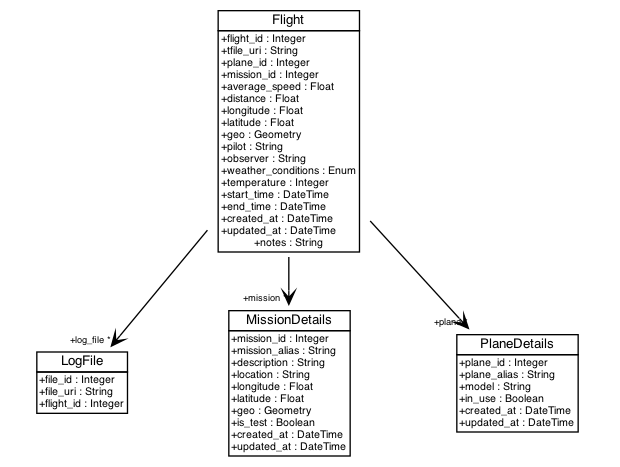 Flight
+flight_id : Integer
+tfile_uri : String
+plane_id : Integer
+mission_id : Integer
+average_speed : Float
+distance : Float
+longitude : Float
+latitude : Float
+geo : Geometry
+pilot : String
+observer : String
+weather_conditions : Enum
+temperature : Integer
+start_time : DateTime
+end_time : DateTime
+created_at : DateTime
+updated_at : DateTime
+notes : String
+log_file *
+mission
+plane
LogFile
+file_id : Integer
+file_uri : String
+flight_id : Integer
MissionDetails
+mission_id : Integer
+mission_alias : String
+description : String
+location : String
+longitude : Float
+latitude : Float
+geo : Geometry
+is_test : Boolean
+created_at : DateTime
+updated_at : DateTime
PlaneDetails
+plane_id : Integer
+plane_alias : String
+model : String
+in_use : Boolean
+created_at : DateTime
+updated_at : DateTime